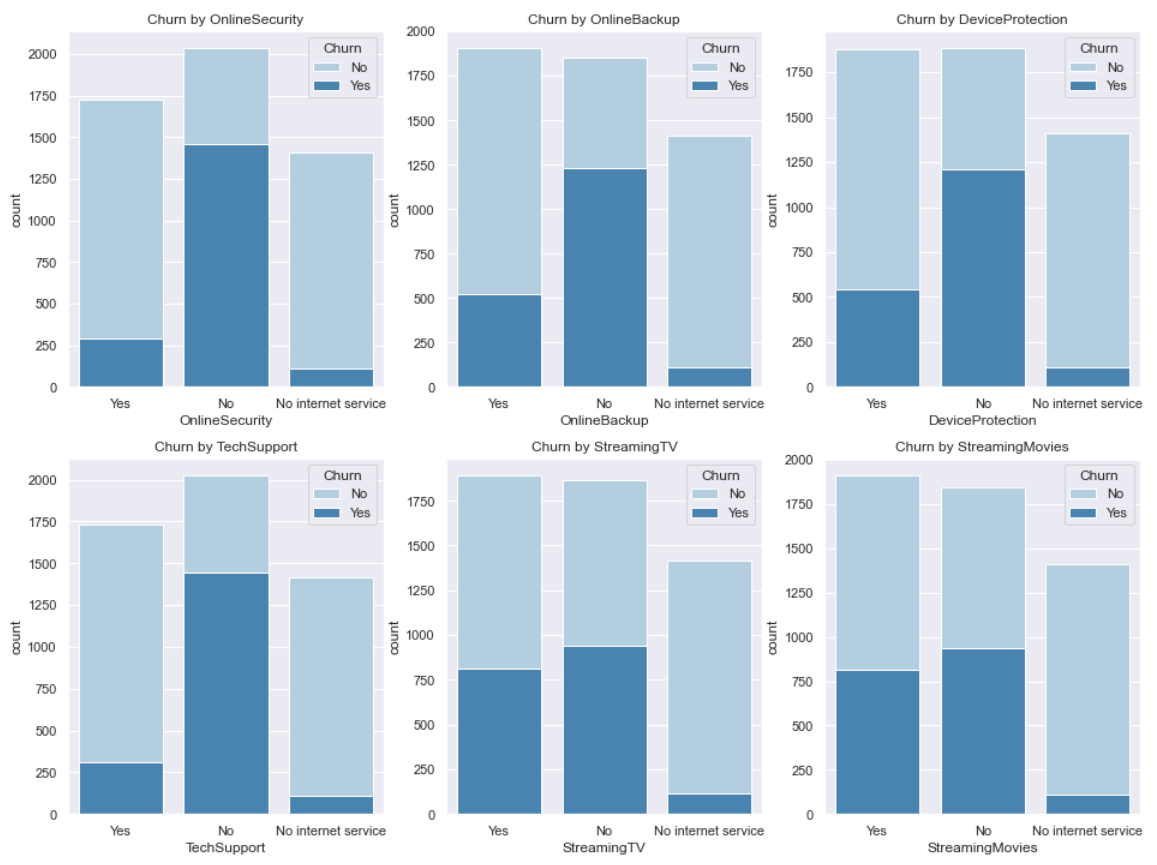 Churn by OnlineSecurity
2000
1750
1500
1250
1000
750
500
250
0
count
Churn
No
Yes
Yes No No internet service
OnlineSecurity
Churn by OnlineBackup
2000
1750
1500
1250
1000
750
500
250
0
count
Churn
No
Yes
Yes No No internet service
OnlineBackup
Churn by DeviceProtection
1750
1500
1250
1000
750
500
250
0
count
Churn
No
Yes
Yes No No internet service
DeviceProtection
Churn by TechSupport
2000
1750
1500
1250
1000
750
500
250
0
count
Churn
No
Yes
Yes No No internet service
TechSupport
Churn by StreamingTV
1750
1500
1250
1000
750
500
250
0
count
Churn
No
Yes
Yes No No internet service
StreamingTV
Churn by StreamingMovies
2000
1750
1500
1250
1000
750
500
250
0
count
Churn
No
Yes
Yes No No internet service
StreamingMovies